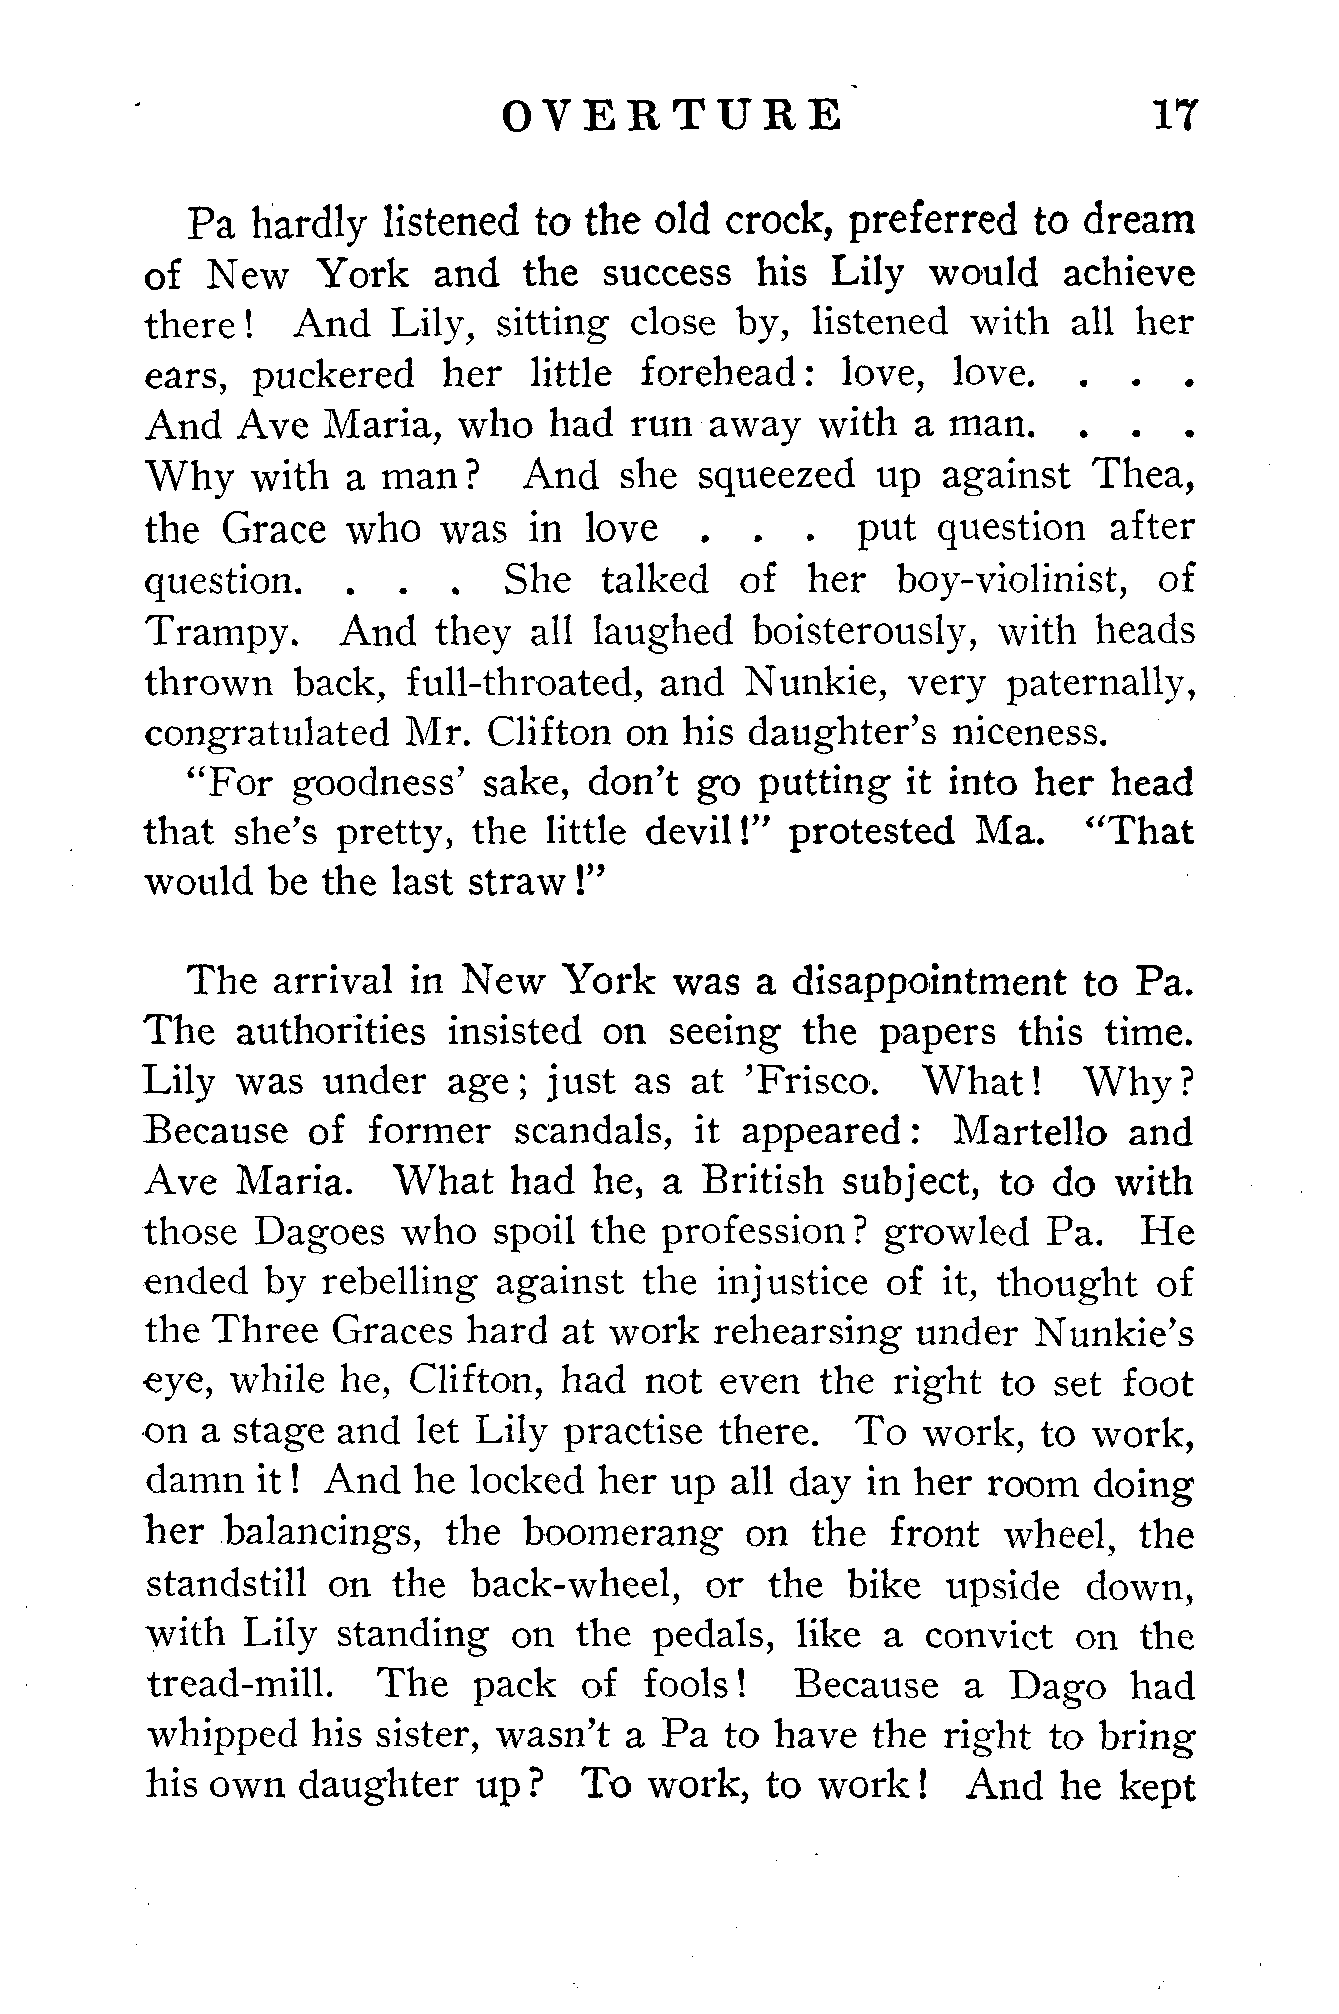 OVERTURE 17
Pa hardly listened to the old crock, preferred to dream
of New York and the success his Lily would achieve
there! And Lily, sitting close by, listened with all her
ears, puckered her little forehead: love, love. . . .
And Ave Maria, who had run away with a man. . . .
Why with a man? And she squeezed up against Thea,
the Grace who was in love . . . put question after
question. . . . She talked of her boy-violinist, of
Trampy. And they all laughed boisterously, with heads
thrown back, full-throated, and Nunkie, very paternally,
congratulated Mr. Clifton on his daughter's niceness.
"For goodness' sake, don't go putting it into her head
that she's pretty, the little devil!" protested Ma. "That
would be the last straw!"
The arrival in New York was a disappointment to Pa.
The authorities insisted on seeing the papers this time.
Lily was under age; just as at 'Frisco. What! Why?
Because of former scandals, it appeared: Martello and
Ave Maria. What had he, a British subject, to do with
those Dagoes who spoil the profession? growled Pa. He
ended by rebelling against the injustice of it, thought of
the Three Graces hard at work rehearsing under Nunkie's
eye, while he, Clifton, had not even the right to set foot
on a stage and let Lily practise there. To work, to work,
damn it! And he locked her up all day in her room doing
her balancings, the boomerang on the front wheel, the
standstill on the back-wheel, or the bike upside down,
with Lily standing on the pedals, like a convict on the
tread-mill. The pack of fools! Because a Dago had
whipped his sister, wasn't a Pa to have the right to bring
his own daughter up? To work, to work! And he kept